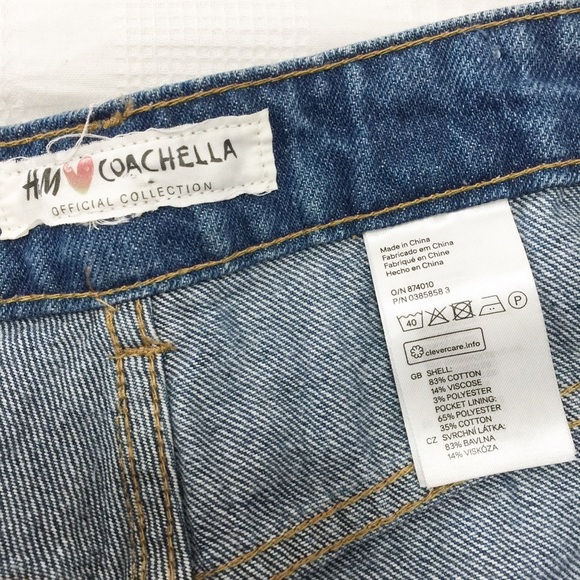 HM COACHELLA
OFFICIAL COLLECTION
Made in China
Fabricado em China
Fabriqué en Chine
Hecho en China
O/N 874010
P/N 0385858 3
40 P
clevercare.info
GB SHELL:
83% COTTON
14% VISCOSE
3% POLYESTER
POCKET LINING:
65% POLYESTER
35% COTTON
CZ SVRCHNÍ LÁTKA:
83% BAVLNA
14% VISKÓZA